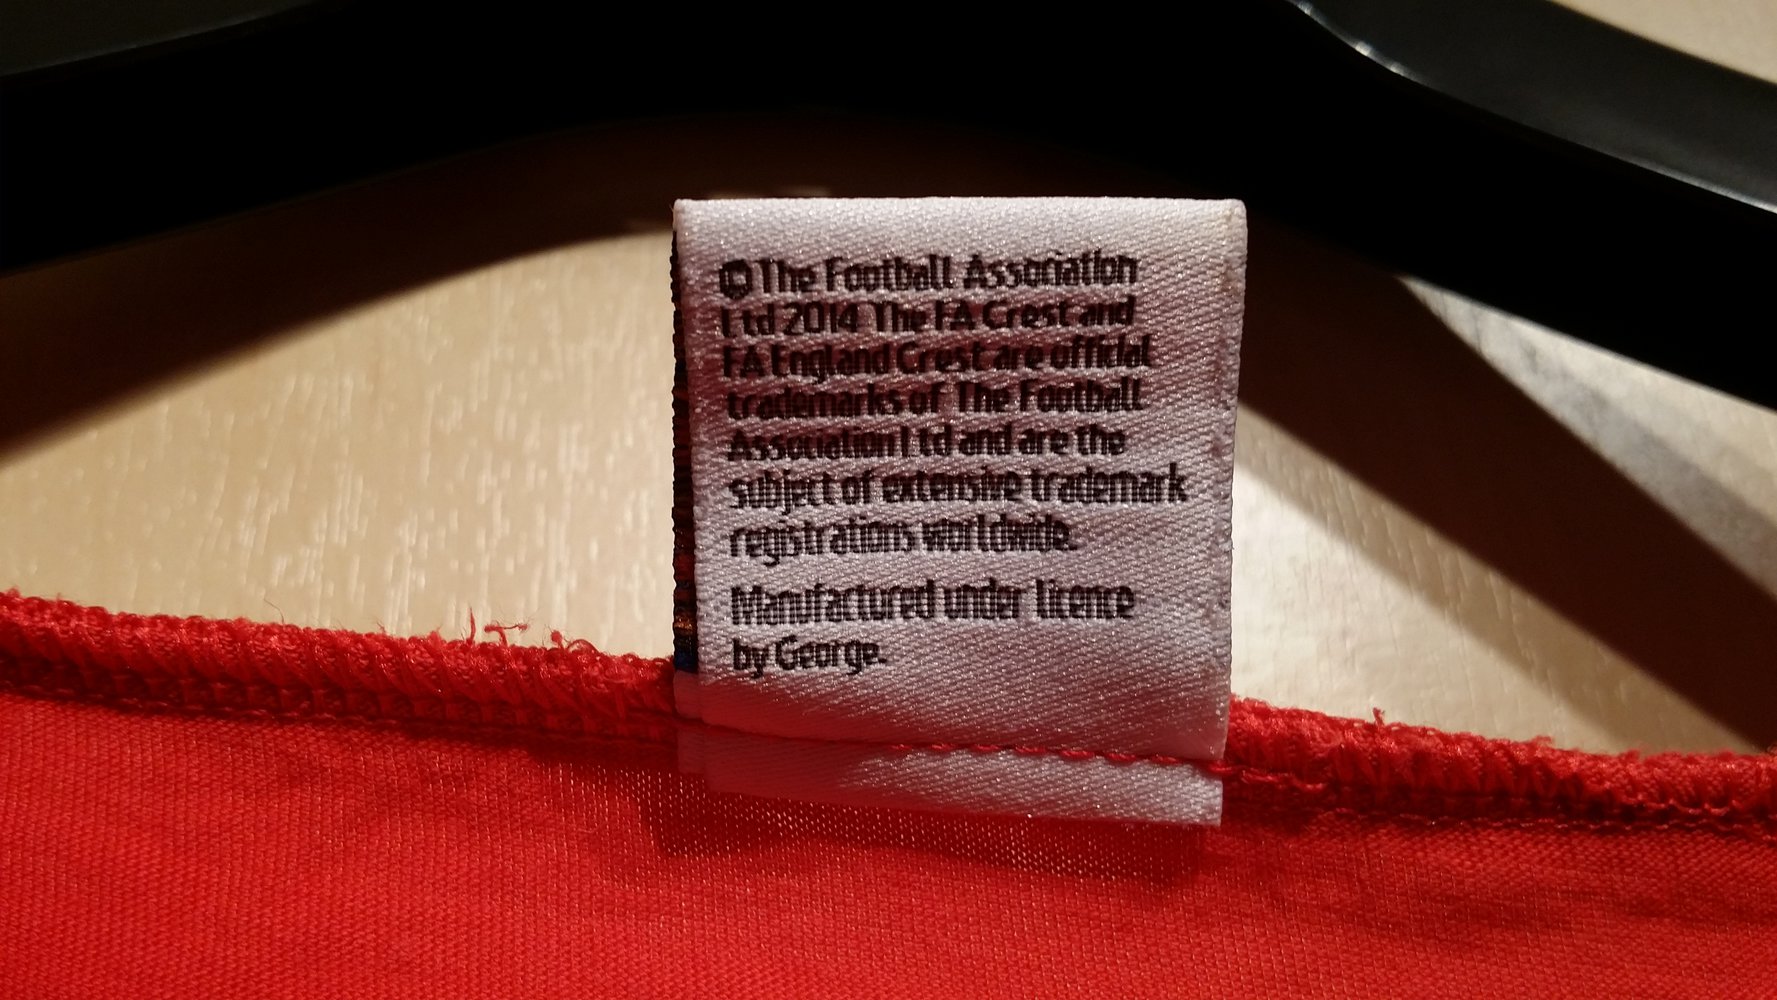 © The Football Association
Ltd 2014 The FA Crest and
FA England Crest are official
trademarks of The Football
Association Ltd and are the
subject of extensive trademark
registrations worldwide.
Manufactured under licence
by George.